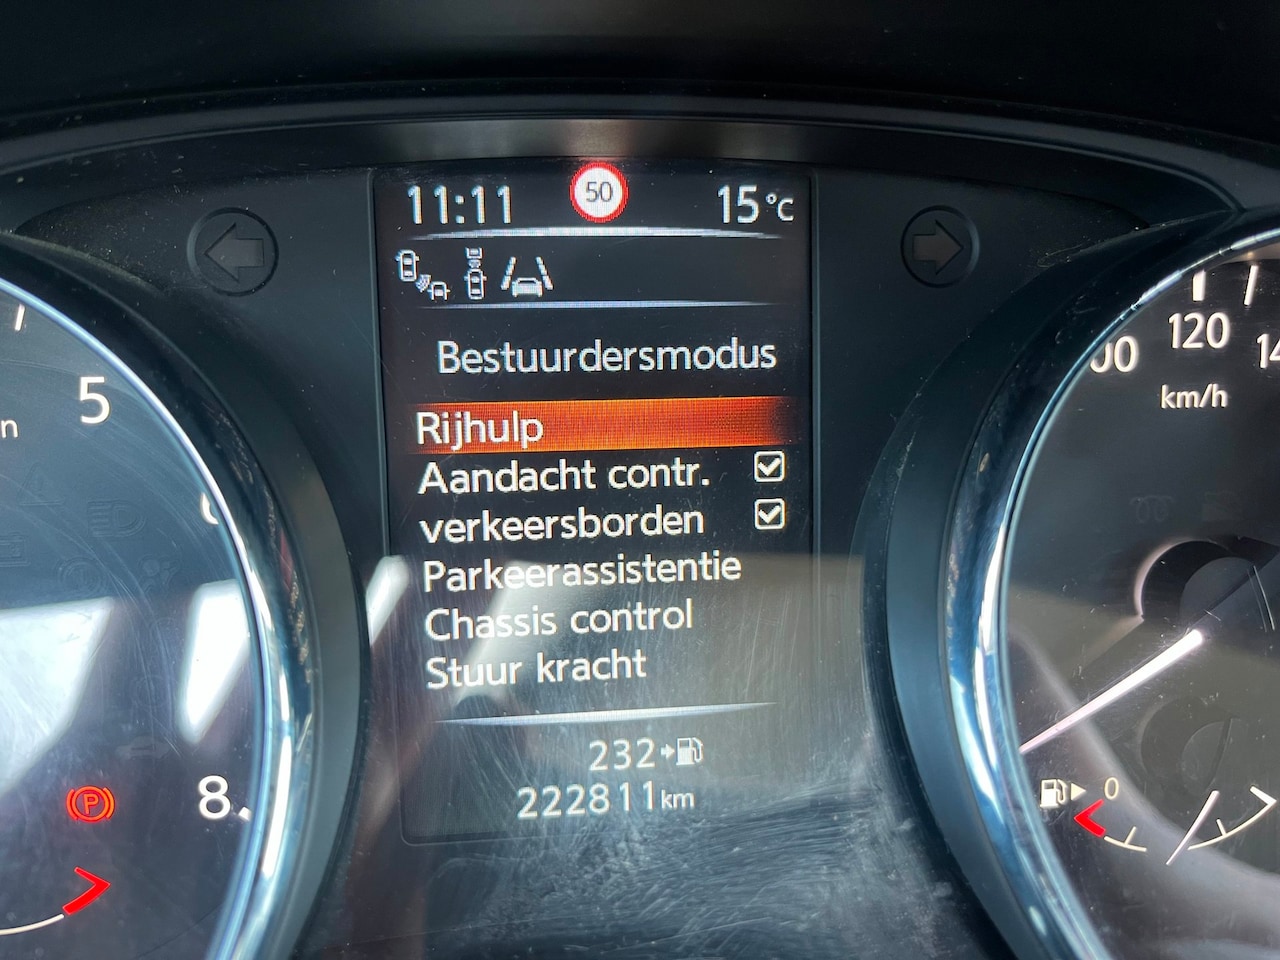 11:11 50 15°C
Bestuurdersmodus
Rijhulp
Aandacht contr.
verkeersborden
Parkeerassistentie
Chassis control
Stuur kracht
232
222811km
5
8
P
120
km/h
0